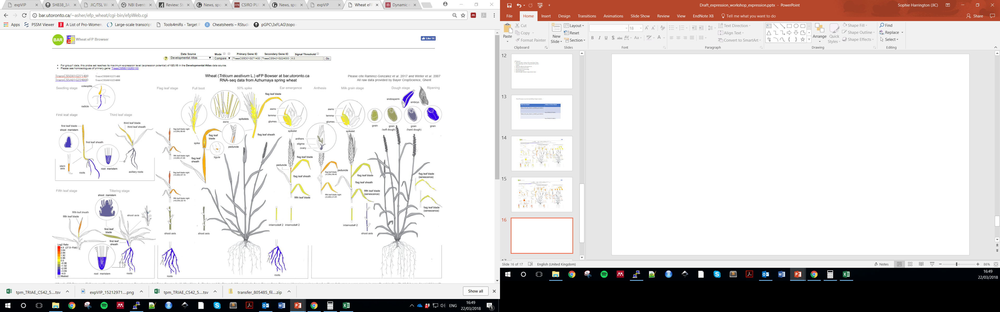 expVIP
SH838_3A
JIC/TSL W
NBI Event
Review: St
News, spo
CSIRO PU
News, spo
expVIP
Wheat eFP
Dynamic
bar.utoronto.ca/~asher/efp_wheat/cgi-bin/efpWeb.cgi
Apps
PSSM Viewer
A List of Pro-Women
Large-scale transcript
Tools4miRs - Target P
Cheatsheets – RStudi
pGPC\3xFLAG\topo
BAR
Wheat eFP Browser
Like 1K
Data Source
Mode
Primary Gene ID
Secondary Gene ID
Signal Threshold
Developmental Atlas
Compare
TraesCS5D01G271400
TraesCS5A01G224000
4.8
Go
For group1 data, this probe set reaches its maximum expression level (expression potential) of 123.15 in the Developmental Atlas data source.
Please see homoeologues of primary gene: TraesCS5B01G263100
TraesCS5D01G271400 TraesCS5D01G271400
TraesCS5A01G224000 TraesCS5A01G224000
Wheat (Triticum aestivum L.) eFP Bowser at bar.utoronto.ca
RNA-seq data from Azhurnaya spring wheat
Please cite Ramirez-Gonzalez et al. 2017 and Winter et al. 2007
All raw data provided by Bayer CropScience, Ghent
Seedling stage
coleoptile
radicle
Flag leaf stage
Full boot
50% spike
Ear emergence
Anthesis
Milk grain stage
Dough stage
Ripening
flag leaf blade
awns
spikelets
awns
lemma
glumes
spikelet
awns
lemma
glumes
spikelet
endosperm
embryo
grain
grain
(soft dough)
grain
(hard dough)
grain
First leaf stage
Third leaf stage
first leaf blade
shoot meristem
first leaf sheath
third leaf blade
third leaf sheath
stem
axis
roots
root meristem
axillary roots
flag leaf blade night
(-0.25h) 06:45
fifth leaf blade night
(-0.25h) 21:45
flag leaf blade night
(+0.25h) 07:15
fifth leaf blade night
(+0.25h) 22:15
spike
flag leaf
blade
ligule
peduncle
flag leaf
sheath
flag leaf sheath
anthers
stigma
ovary
peduncle
flag leaf blade
flag leaf sheath
fifth leaf blade
flag leaf blade night
(-0.25h) 06:45
fifth leaf blade night
(-0.25h) 21:45
peduncle
flag leaf blade
flag leaf sheath
fifth leaf blade
(senescence)
flag leaf blade
(senescence)
flag leaf blade
(senescence)
Fifth leaf stage
Tillering stage
shoot meristem
fifth leaf sheath
fifth leaf blade
shoot axis
first leaf
blade
first leaf
sheath
root meristem
roots
shoot axis
shoot axis
internode# 2
internode# 2
internode# 2
shoot axis
roots
roots
Log2 Ratio
4.8 (27.8-Fold)
3.84
2.88
1.92
0.96
0.0
-0.96
-1.92
-2.88
-3.84
-4.8
Masked
tpm_TRIAE_CS42_5....tsv
expVIP_15212971....png
tpm_TRIAE_CS42_5....tsv
transfer_805485_fil....zip
Show all
ENG
16:49
22/03/2018
1
Draft_expression_workshop_expression.pptx - PowerPoint
Sophie Harrington (JIC)
File
Home
Insert
Design
Transitions
Animations
Slide Show
Review
View
EndNote X8
Tell me what you want to do
Share
Paste
Cut
Copy
Format Painter
Clipboard
New
Slide
Layout
Reset
Section
Slides
18
Font
Text Direction
Align Text
Convert to SmartArt
Paragraph
Arrange
Quick
Styles
Shape Fill
Shape Outline
Shape Effects
Drawing
Find
Replace
Select
Editing
12
13
14
15
16
17
Slide 16 of 17
English (United Kingdom)
Notes
86%
16:49
22/03/2018